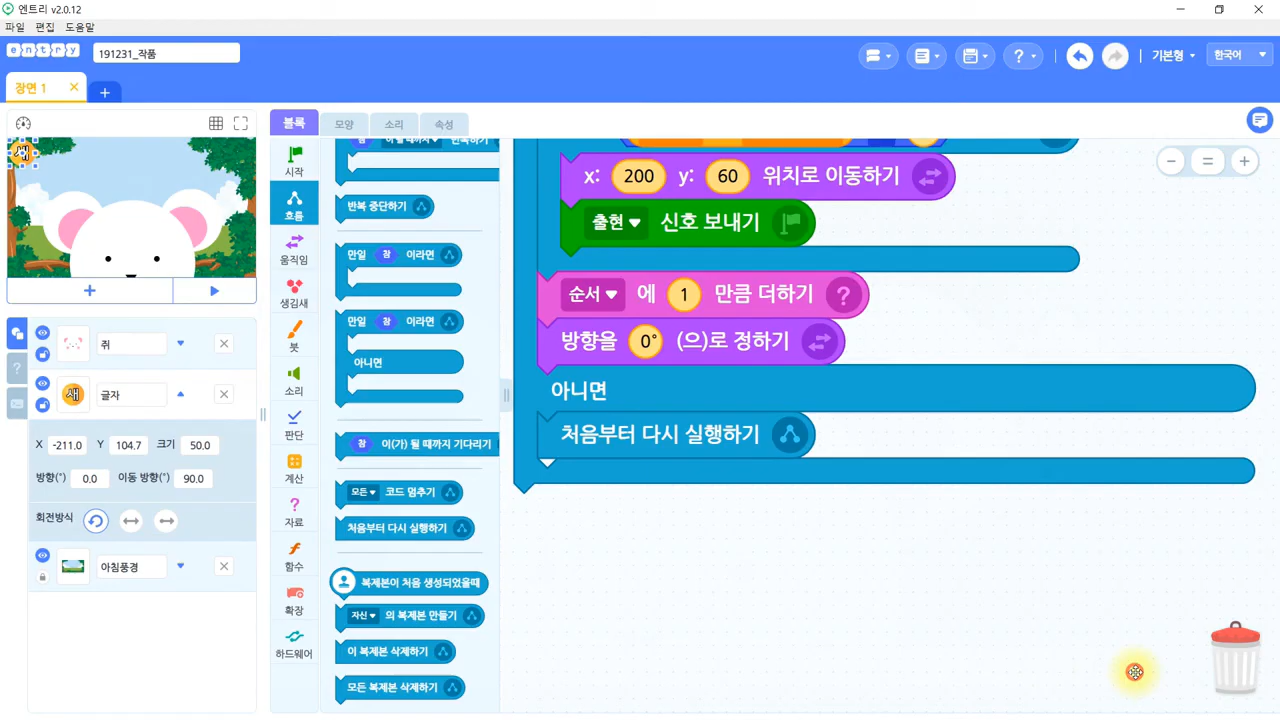 엔트리 v2.0.12
파일 편집 도움말
entry 191231_작품
기본형
한국어
장면 1
블록 모양 소리 속성
시작
흐름
움직임
생김새
붓
소리
판단
계산
자료
함수
확장
하드웨어
반복 중단하기
만일 참 이라면
만일 참 이라면
아니면
참 이(가) 될 때까지 기다리기
모든 코드 멈추기
처음부터 다시 실행하기
복제본이 처음 생성되었을때
자신 의 복제본 만들기
이 복제본 삭제하기
모든 복제본 삭제하기
x: 200 y: 60 위치로 이동하기
출현 신호 보내기
순서 에 1 만큼 더하기
방향을 0° (으)로 정하기
아니면
처음부터 다시 실행하기
새
쥐
새 글자
X -211.0 Y 104.7 크기 50.0
방향(°) 0.0 이동 방향(°) 90.0
회전방식
아침풍경